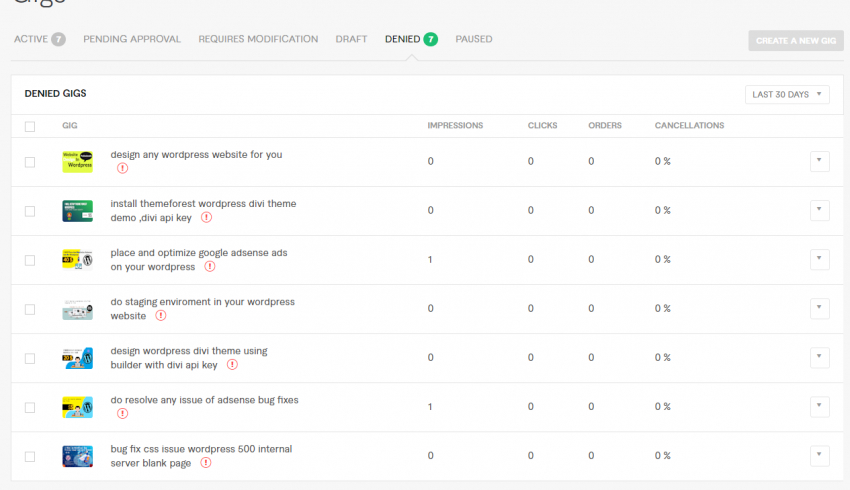 Gigs
ACTIVE 7 PENDING APPROVAL REQUIRES MODIFICATION DRAFT DENIED 7 PAUSED CREATE A NEW GIG
DENIED GIGS LAST 30 DAYS
GIG IMPRESSIONS CLICKS ORDERS CANCELLATIONS
design any wordpress website for you 0 0 0 0 %
install themeforest wordpress divi theme
demo ,divi api key 0 0 0 0 %
place and optimize google adsense ads
on your wordpress 1 0 0 0 %
do staging enviroment in your wordpress
website 0 0 0 0 %
design wordpress divi theme using
builder with divi api key 0 0 0 0 %
do resolve any issue of adsense bug fixes 1 0 0 0 %
bug fix css issue wordpress 500 internal
server blank page 0 0 0 0 %